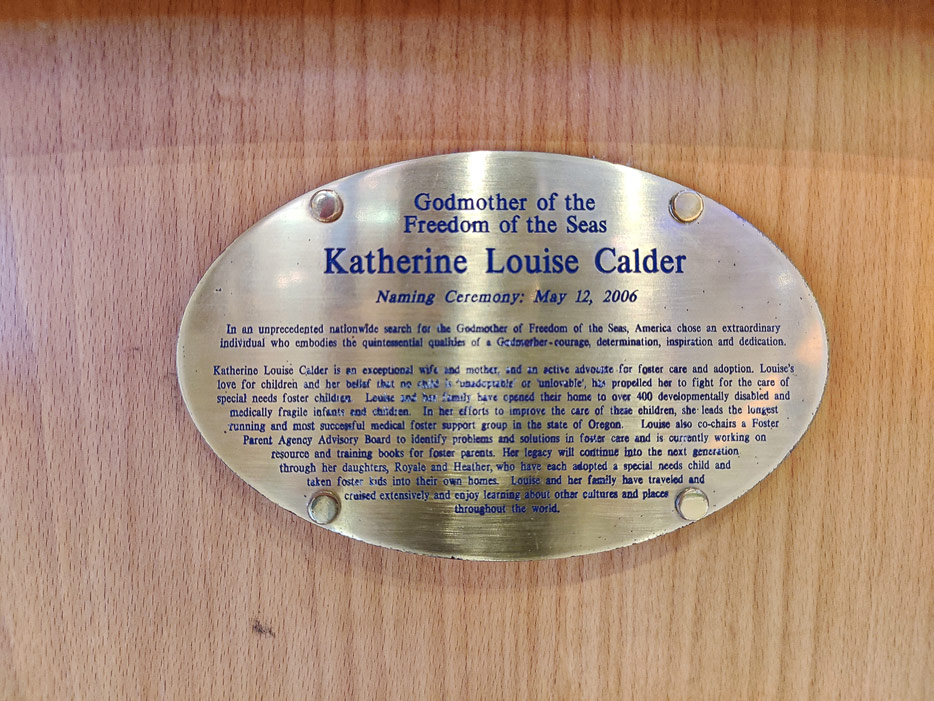 Godmother of the
Freedom of the Seas
Katherine Louise Calder
Naming Ceremony: May 12, 2006
In an unprecedented nationwide search for the Godmother of Freedom of the Seas, America chose an extraordinary
individual who embodies the quintessential qualities of a Godmother-courage, determination, inspiration and dedication.
Katherine Louise Calder is an exceptional wife and mother, and an active advocate for foster care and adoption. Louise's
love for children and her belief that no child is 'unadoptable' or 'unlovable', has propelled her to fight for the care of
special needs foster children. Louise and her family have opened their home to over 400 developmentally disabled and
medically fragile infants and children. In her efforts to improve the care of these children, she leads the longest
running and most successful medical foster support group in the state of Oregon. Louise also co-chairs a Foster
Parent Agency Advisory Board to identify problems and solutions in foster care and is currently working on
resource and training books for foster parents. Her legacy will continue into the next generation
through her daughters, Royale and Heather, who have each adopted a special needs child and
taken foster kids into their own homes. Louise and her family have traveled and
cruised extensively and enjoy learning about other cultures and places
throughout the world.